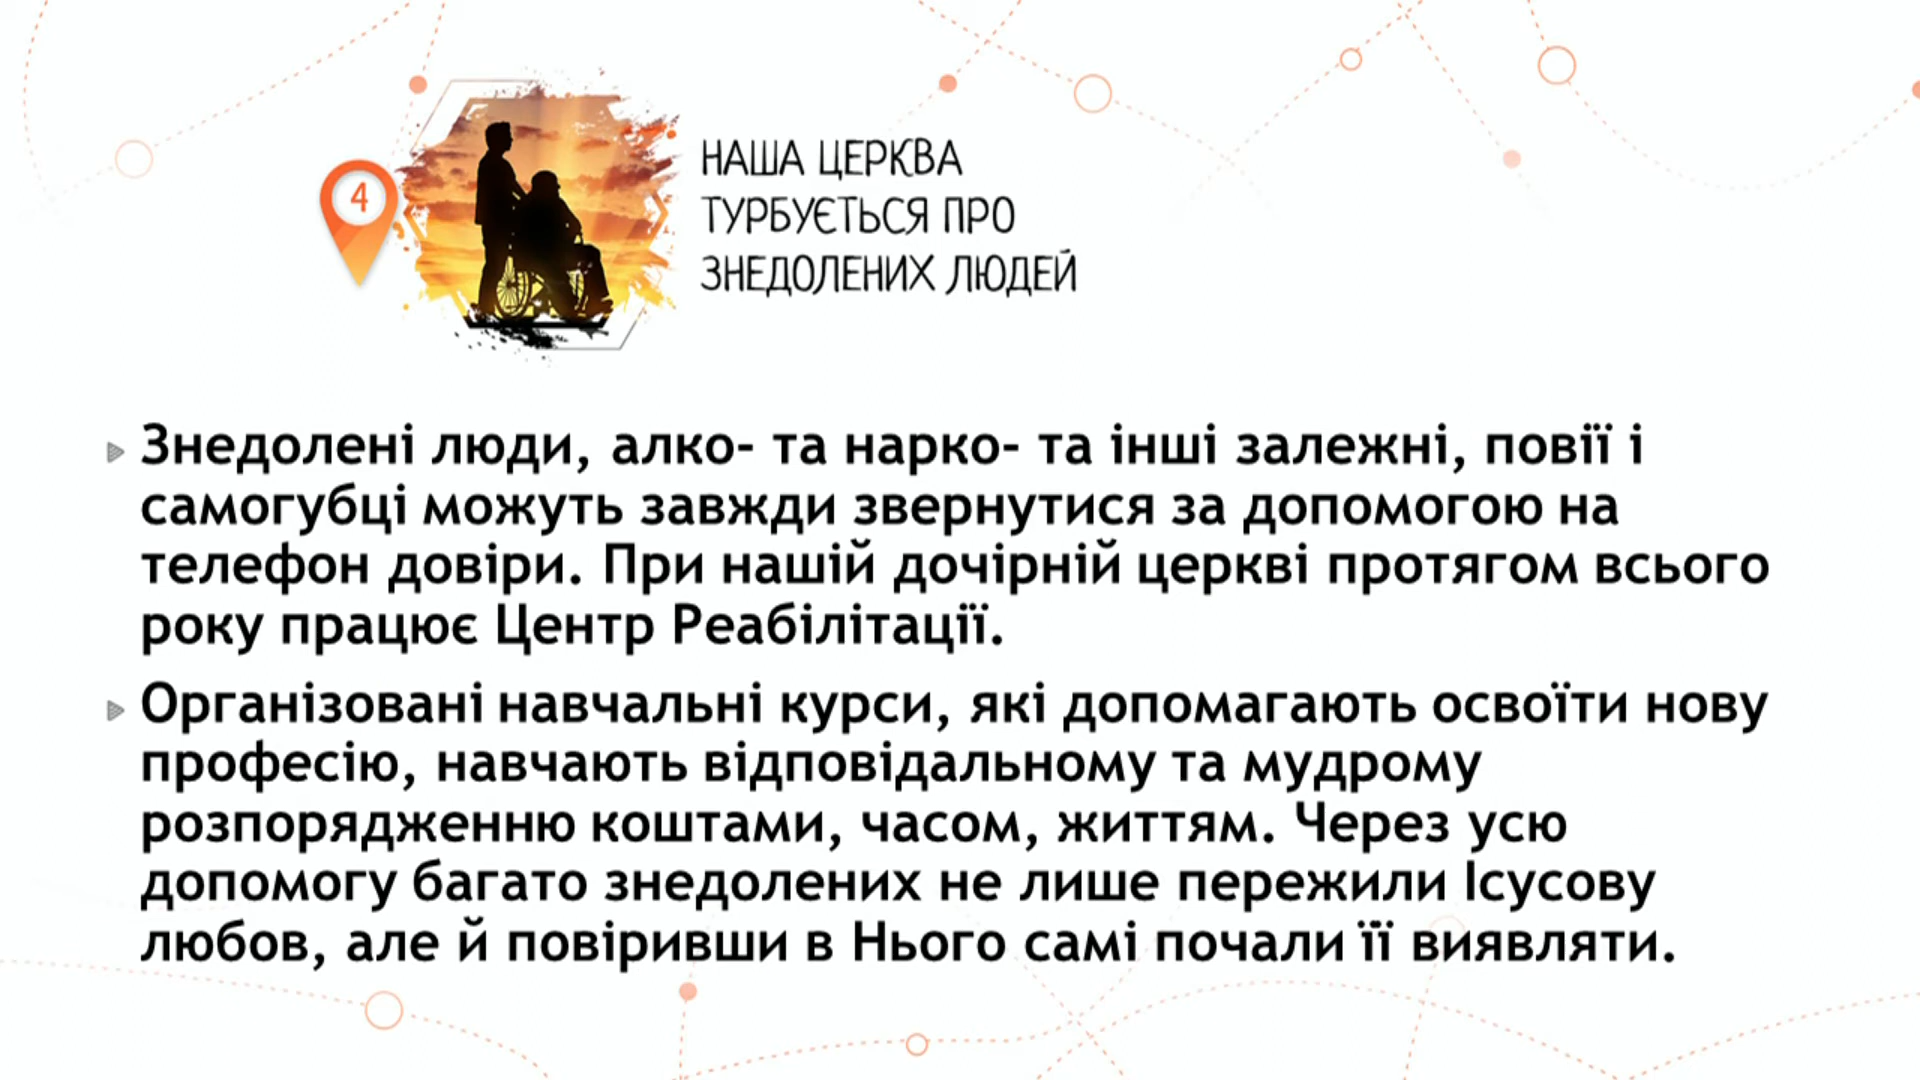 4
НАША ЦЕРКВА
ТУРБУЄТЬСЯ ПРО
ЗНЕДОЛЕНИХ ЛЮДЕЙ
Знедолені люди, алко- та нарко- та інші залежні, повії і
самогубці можуть завжди звернутися за допомогою на
телефон довіри. При нашій дочірній церкві протягом всього
року працює Центр Реабілітації.
Організовані навчальні курси, які допомагають освоїти нову
професію, навчають відповідальному та мудрому
розпорядженню коштами, часом, життям. Через усю
допомогу багато знедолених не лише пережили Ісусову
любов, але й повіривши в Нього самі почали її виявляти.